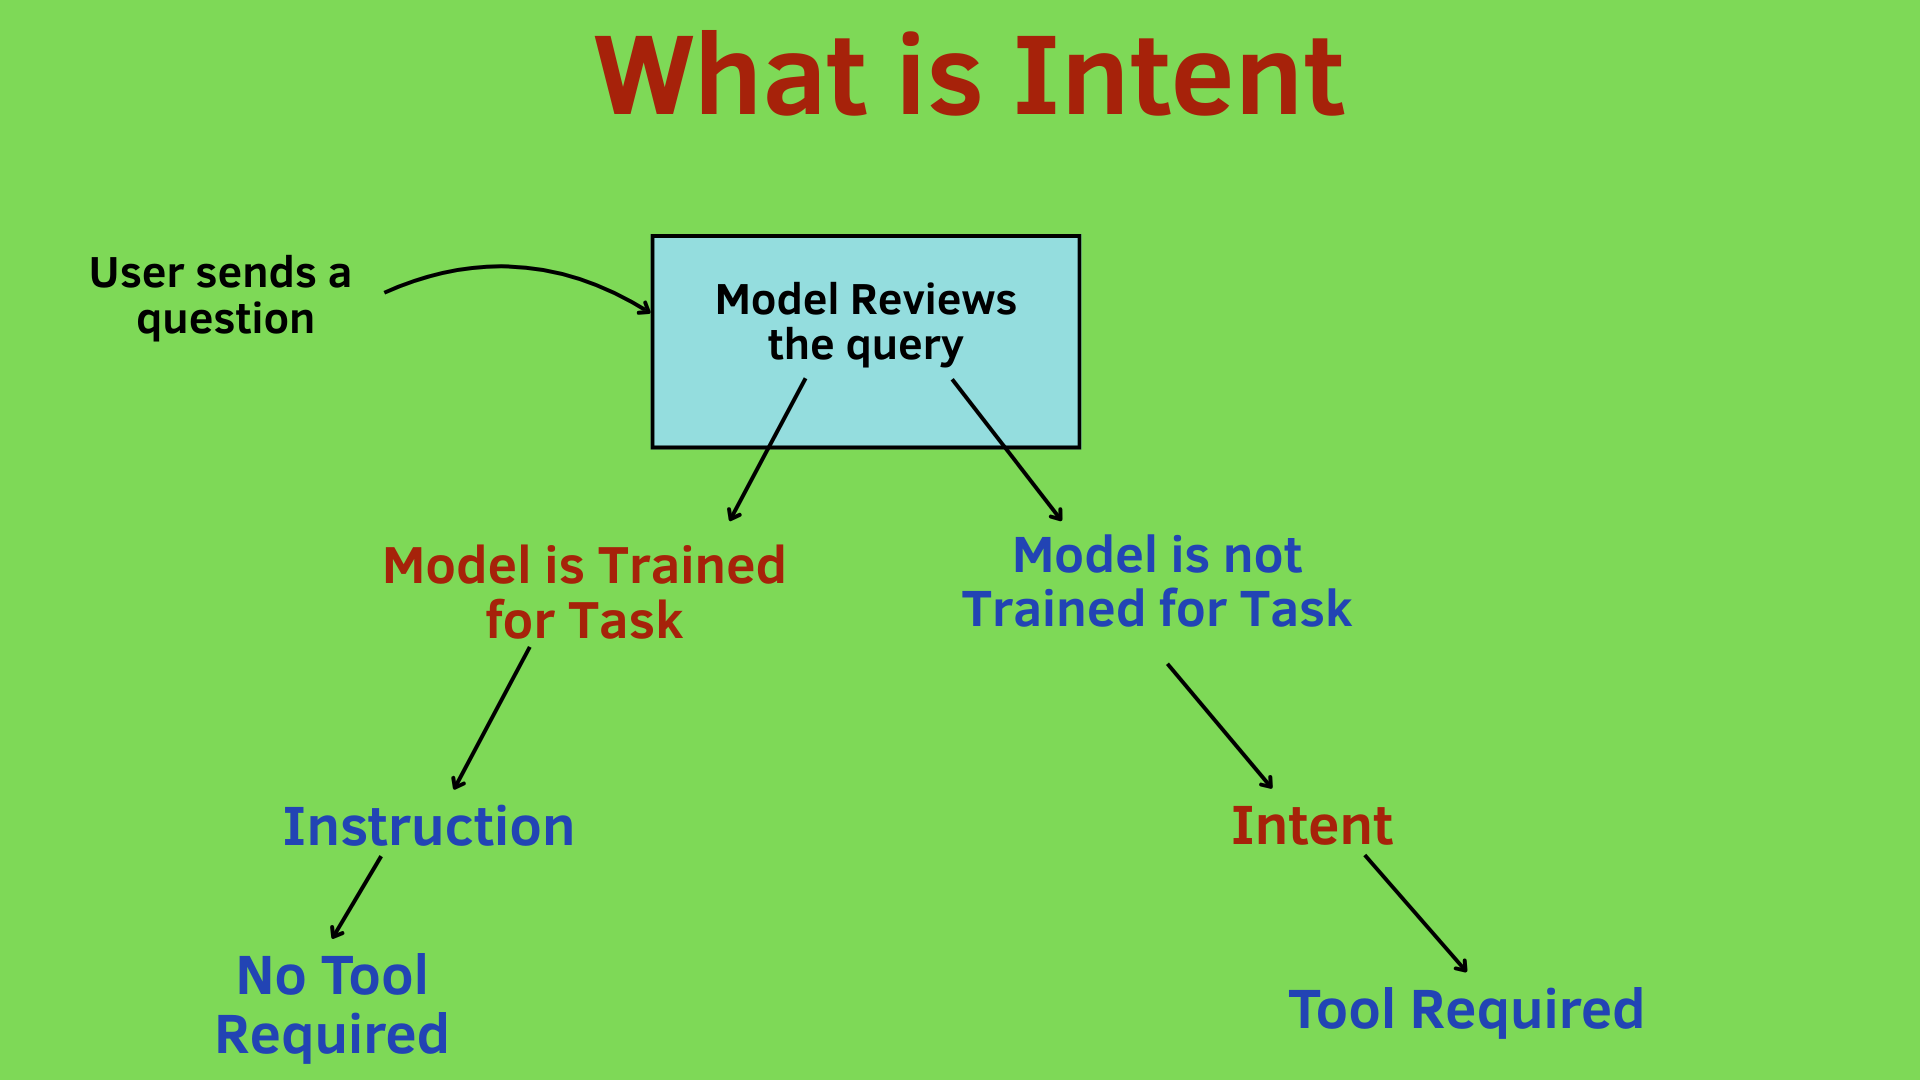 What is Intent
User sends a
question
Model Reviews
the query
Model is Trained
for Task
Model is not
Trained for Task
Instruction
Intent
No Tool
Required
Tool Required